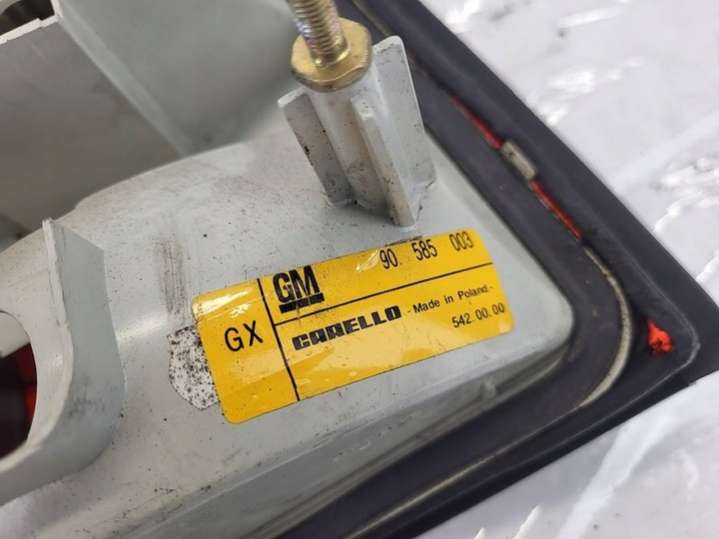 GX
GM 90 585 003
CARELLO - Made in Poland -
542 00 00